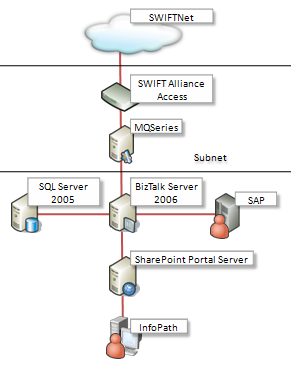 SWIFTNet
SWIFT Alliance
Access
MQSeries
Subnet
SQL Server
2005
BizTalk Server
2006
SAP
SharePoint Portal Server
InfoPath